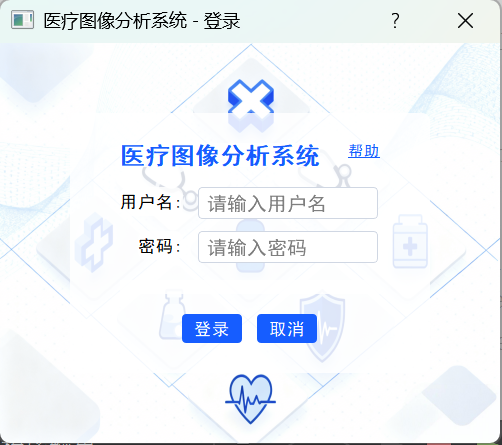 医疗图像分析系统 - 登录 ?
医疗图像分析系统 帮助
用户名： 请输入用户名
密码： 请输入密码
登录 取消